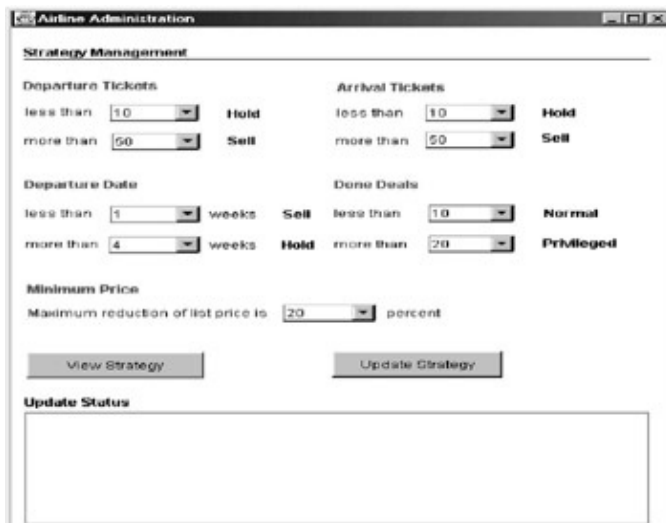 Airline Administration
Strategy Management
Departure Tickets
Arrival Tickets
less than 10 Hold
less than 10 Hold
more than 50 Sell
more than 50 Sell
Departure Date
Done Deals
less than 1 weeks Sell
less than 10 Normal
more than 4 weeks Hold
more than 20 Privileged
Minimum Price
Maximum reduction of list price is 20 percent
View Strategy
Update Strategy
Update Status